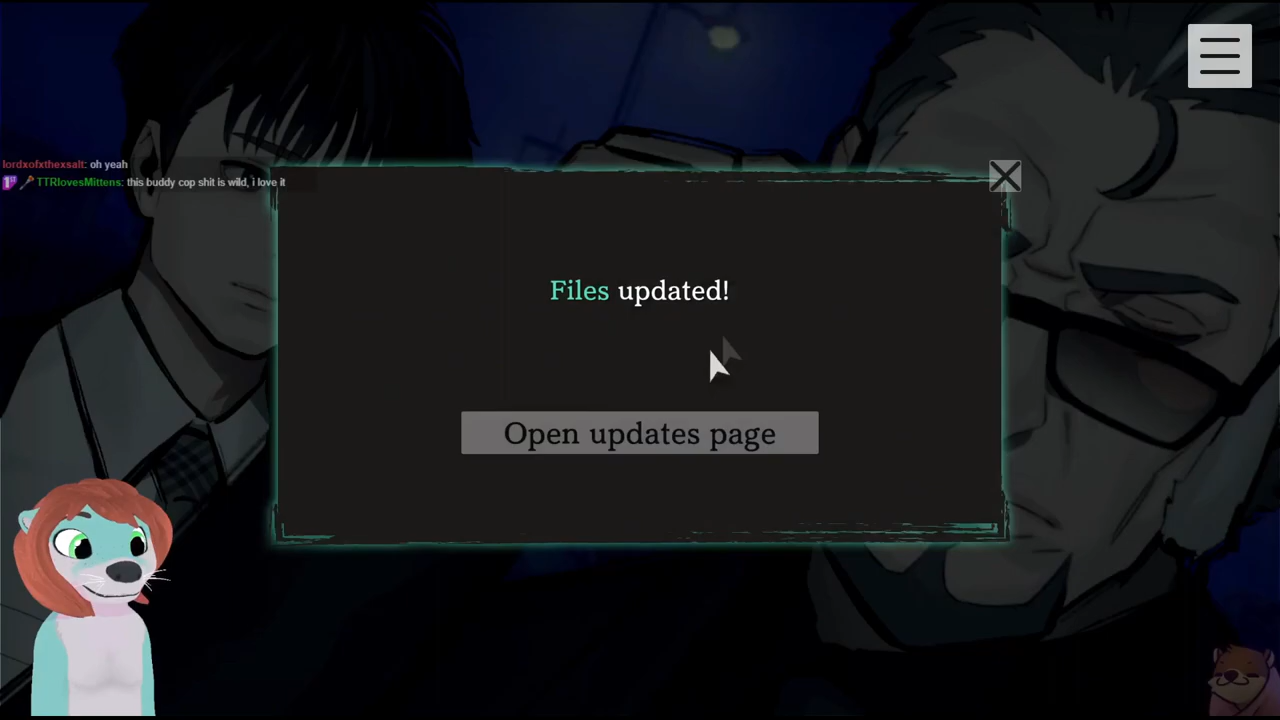 lordxofxthexsalt: oh yeah
TTRlovesMittens: this buddy cop shit is wild, i love it
Files updated!
Open updates page